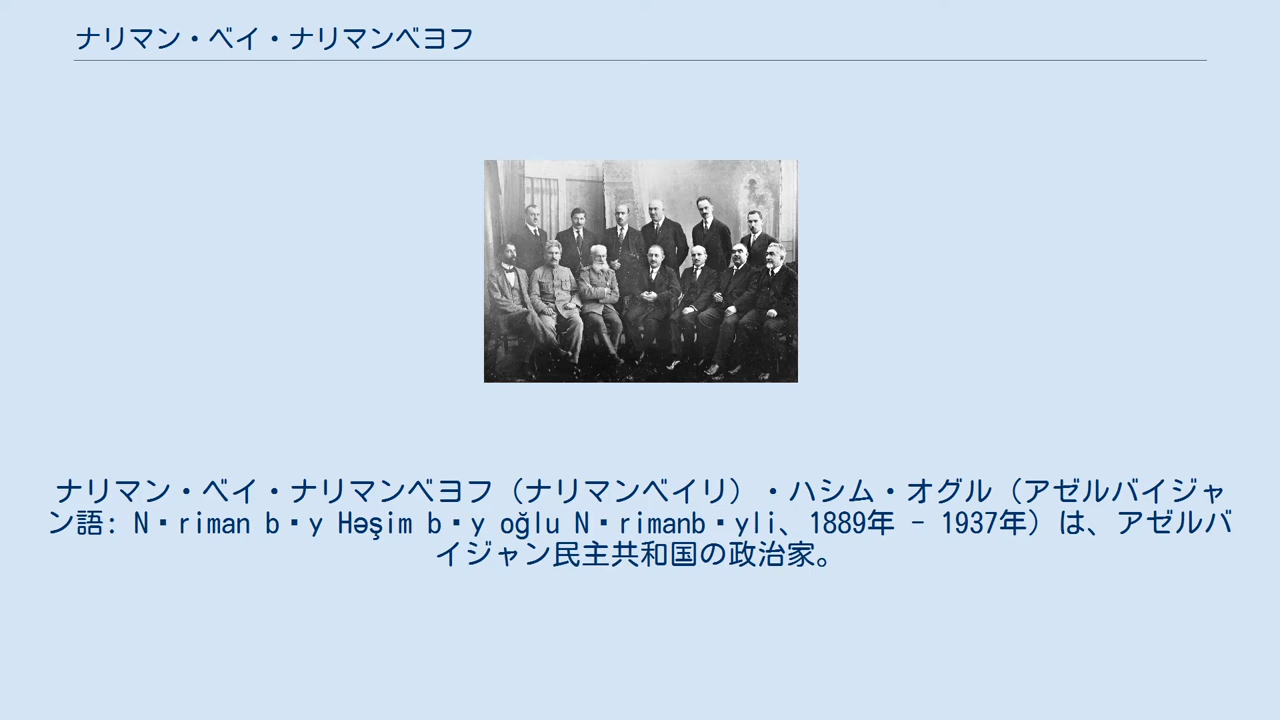 ナリマン・ベイ・ナリマンベヨフ
ナリマン・ベイ・ナリマンベヨフ（ナリマンベイリ）・ハシム・オグル（アゼルバイジャ
ン語: N▪riman b▪y Həşim b▪y oğlu N▪rimanb▪yli、1889年 – 1937年）は、アゼルバ
イジャン民主共和国の政治家。